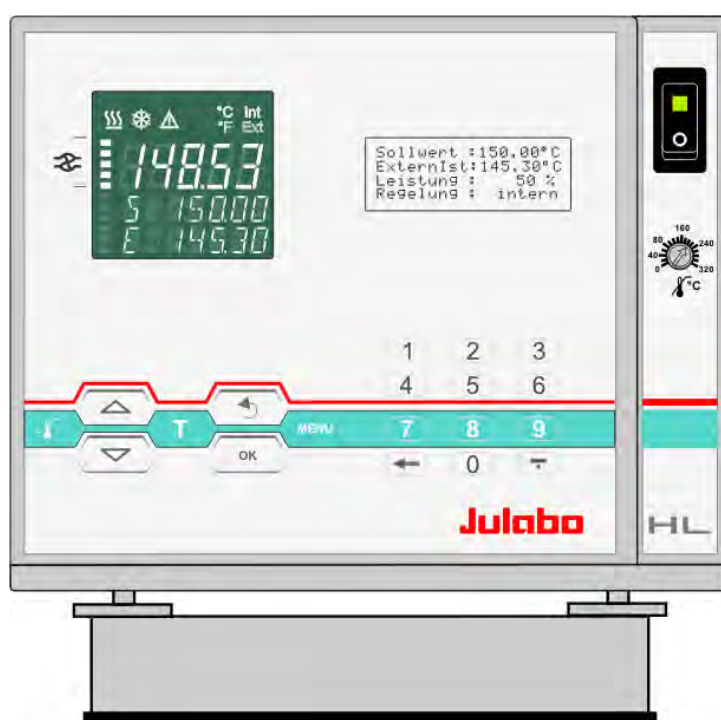 °C Int
°F Ext
148.53
S 150.00
E 145.30
Sollwert :150.00°C
ExternIst:145.30°C
Leistung : 50 %
Regelung : intern
0 40 80 160 240 320
°C
1 2 3
4 5 6
T
OK
MENU
7 8 9
0
Julabo
HL